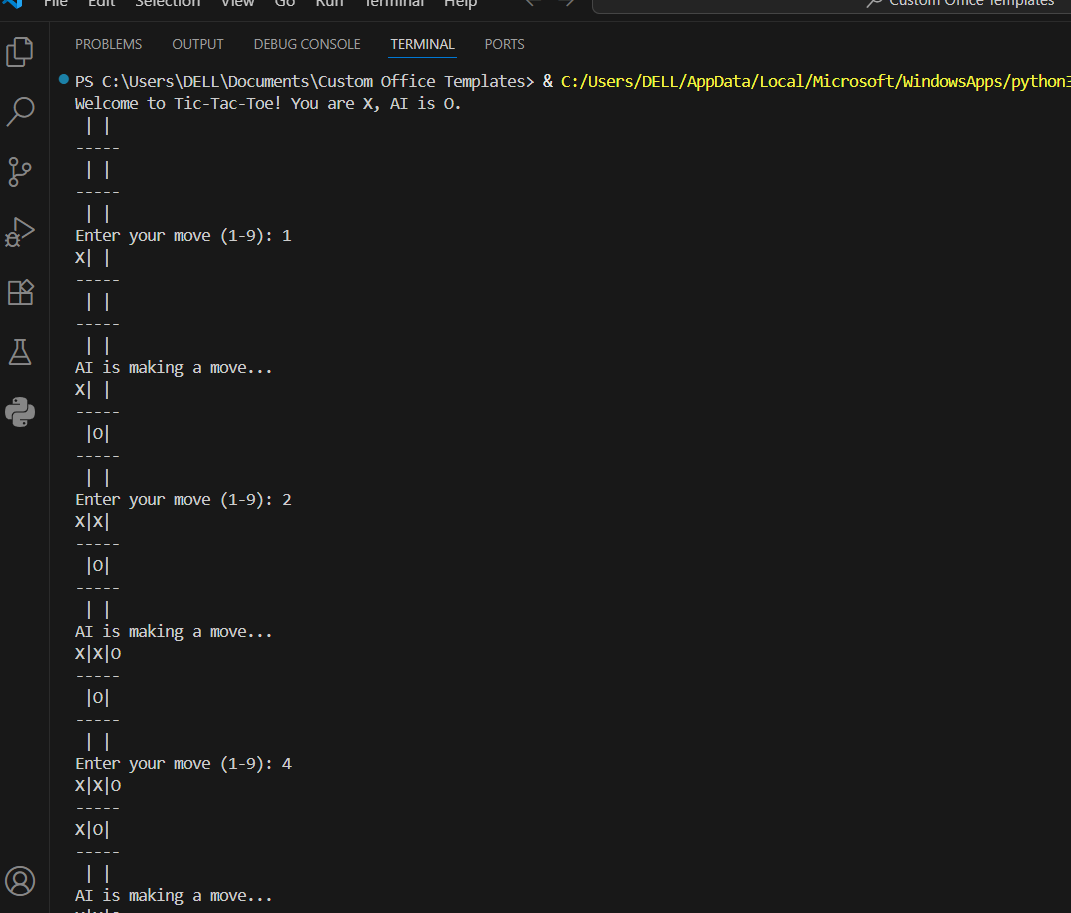 File Edit Selection View Go Run Terminal Help Custom Office Templates
PROBLEMS OUTPUT DEBUG CONSOLE TERMINAL PORTS
PS C:\Users\DELL\Documents\Custom Office Templates> & C:/Users/DELL/AppData/Local/Microsoft/WindowsApps/python3
Welcome to Tic-Tac-Toe! You are X, AI is O.
 | |
-----
 | |
-----
 | |
Enter your move (1-9): 1
X| |
-----
 | |
-----
 | |
AI is making a move...
X| |
-----
 |O|
-----
 | |
Enter your move (1-9): 2
X|X|
-----
 |O|
-----
 | |
AI is making a move...
X|X|O
-----
 |O|
-----
 | |
Enter your move (1-9): 4
X|X|O
-----
X|O|
-----
 | |
AI is making a move...